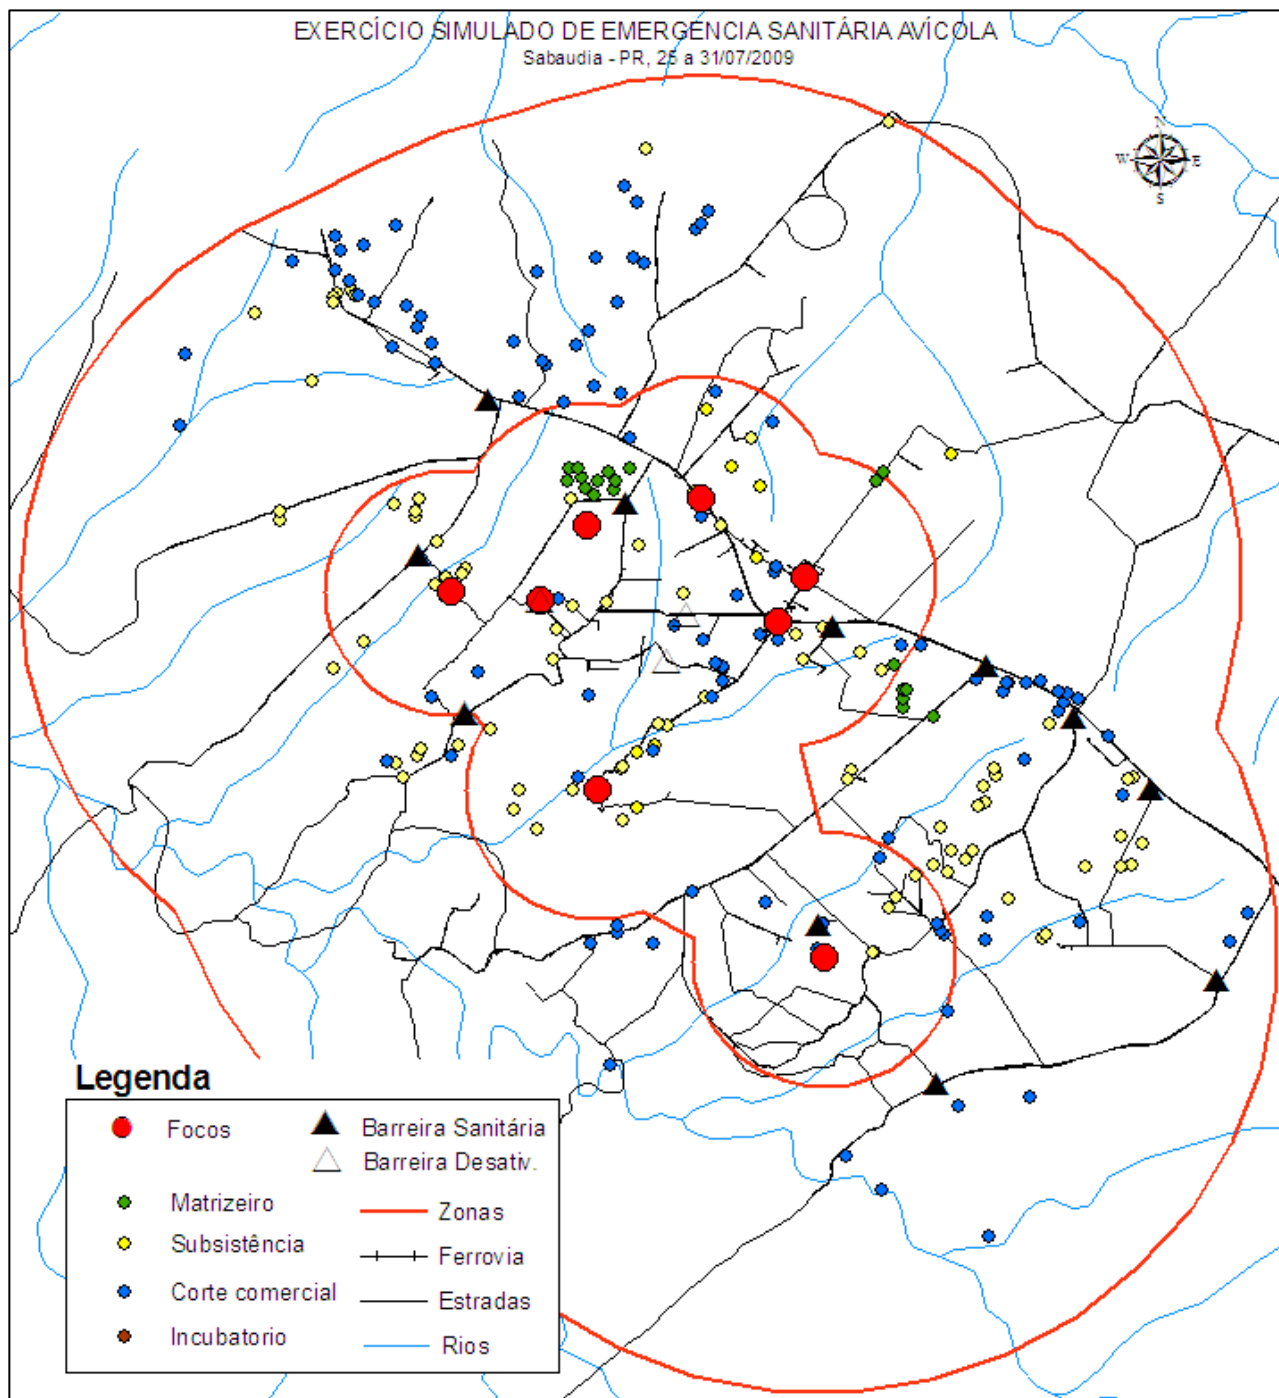 EXERCÍCIO SIMULADO DE EMERGÊNCIA SANITÁRIA AVÍCOLA
Sabaudia - PR, 25 a 31/07/2009
N
W E
S
Legenda
Focos
Barreira Sanitária
Barreira Desativ.
Matrizeiro
Zonas
Subsistência
Ferrovia
Corte comercial
Estradas
Incubatorio
Rios